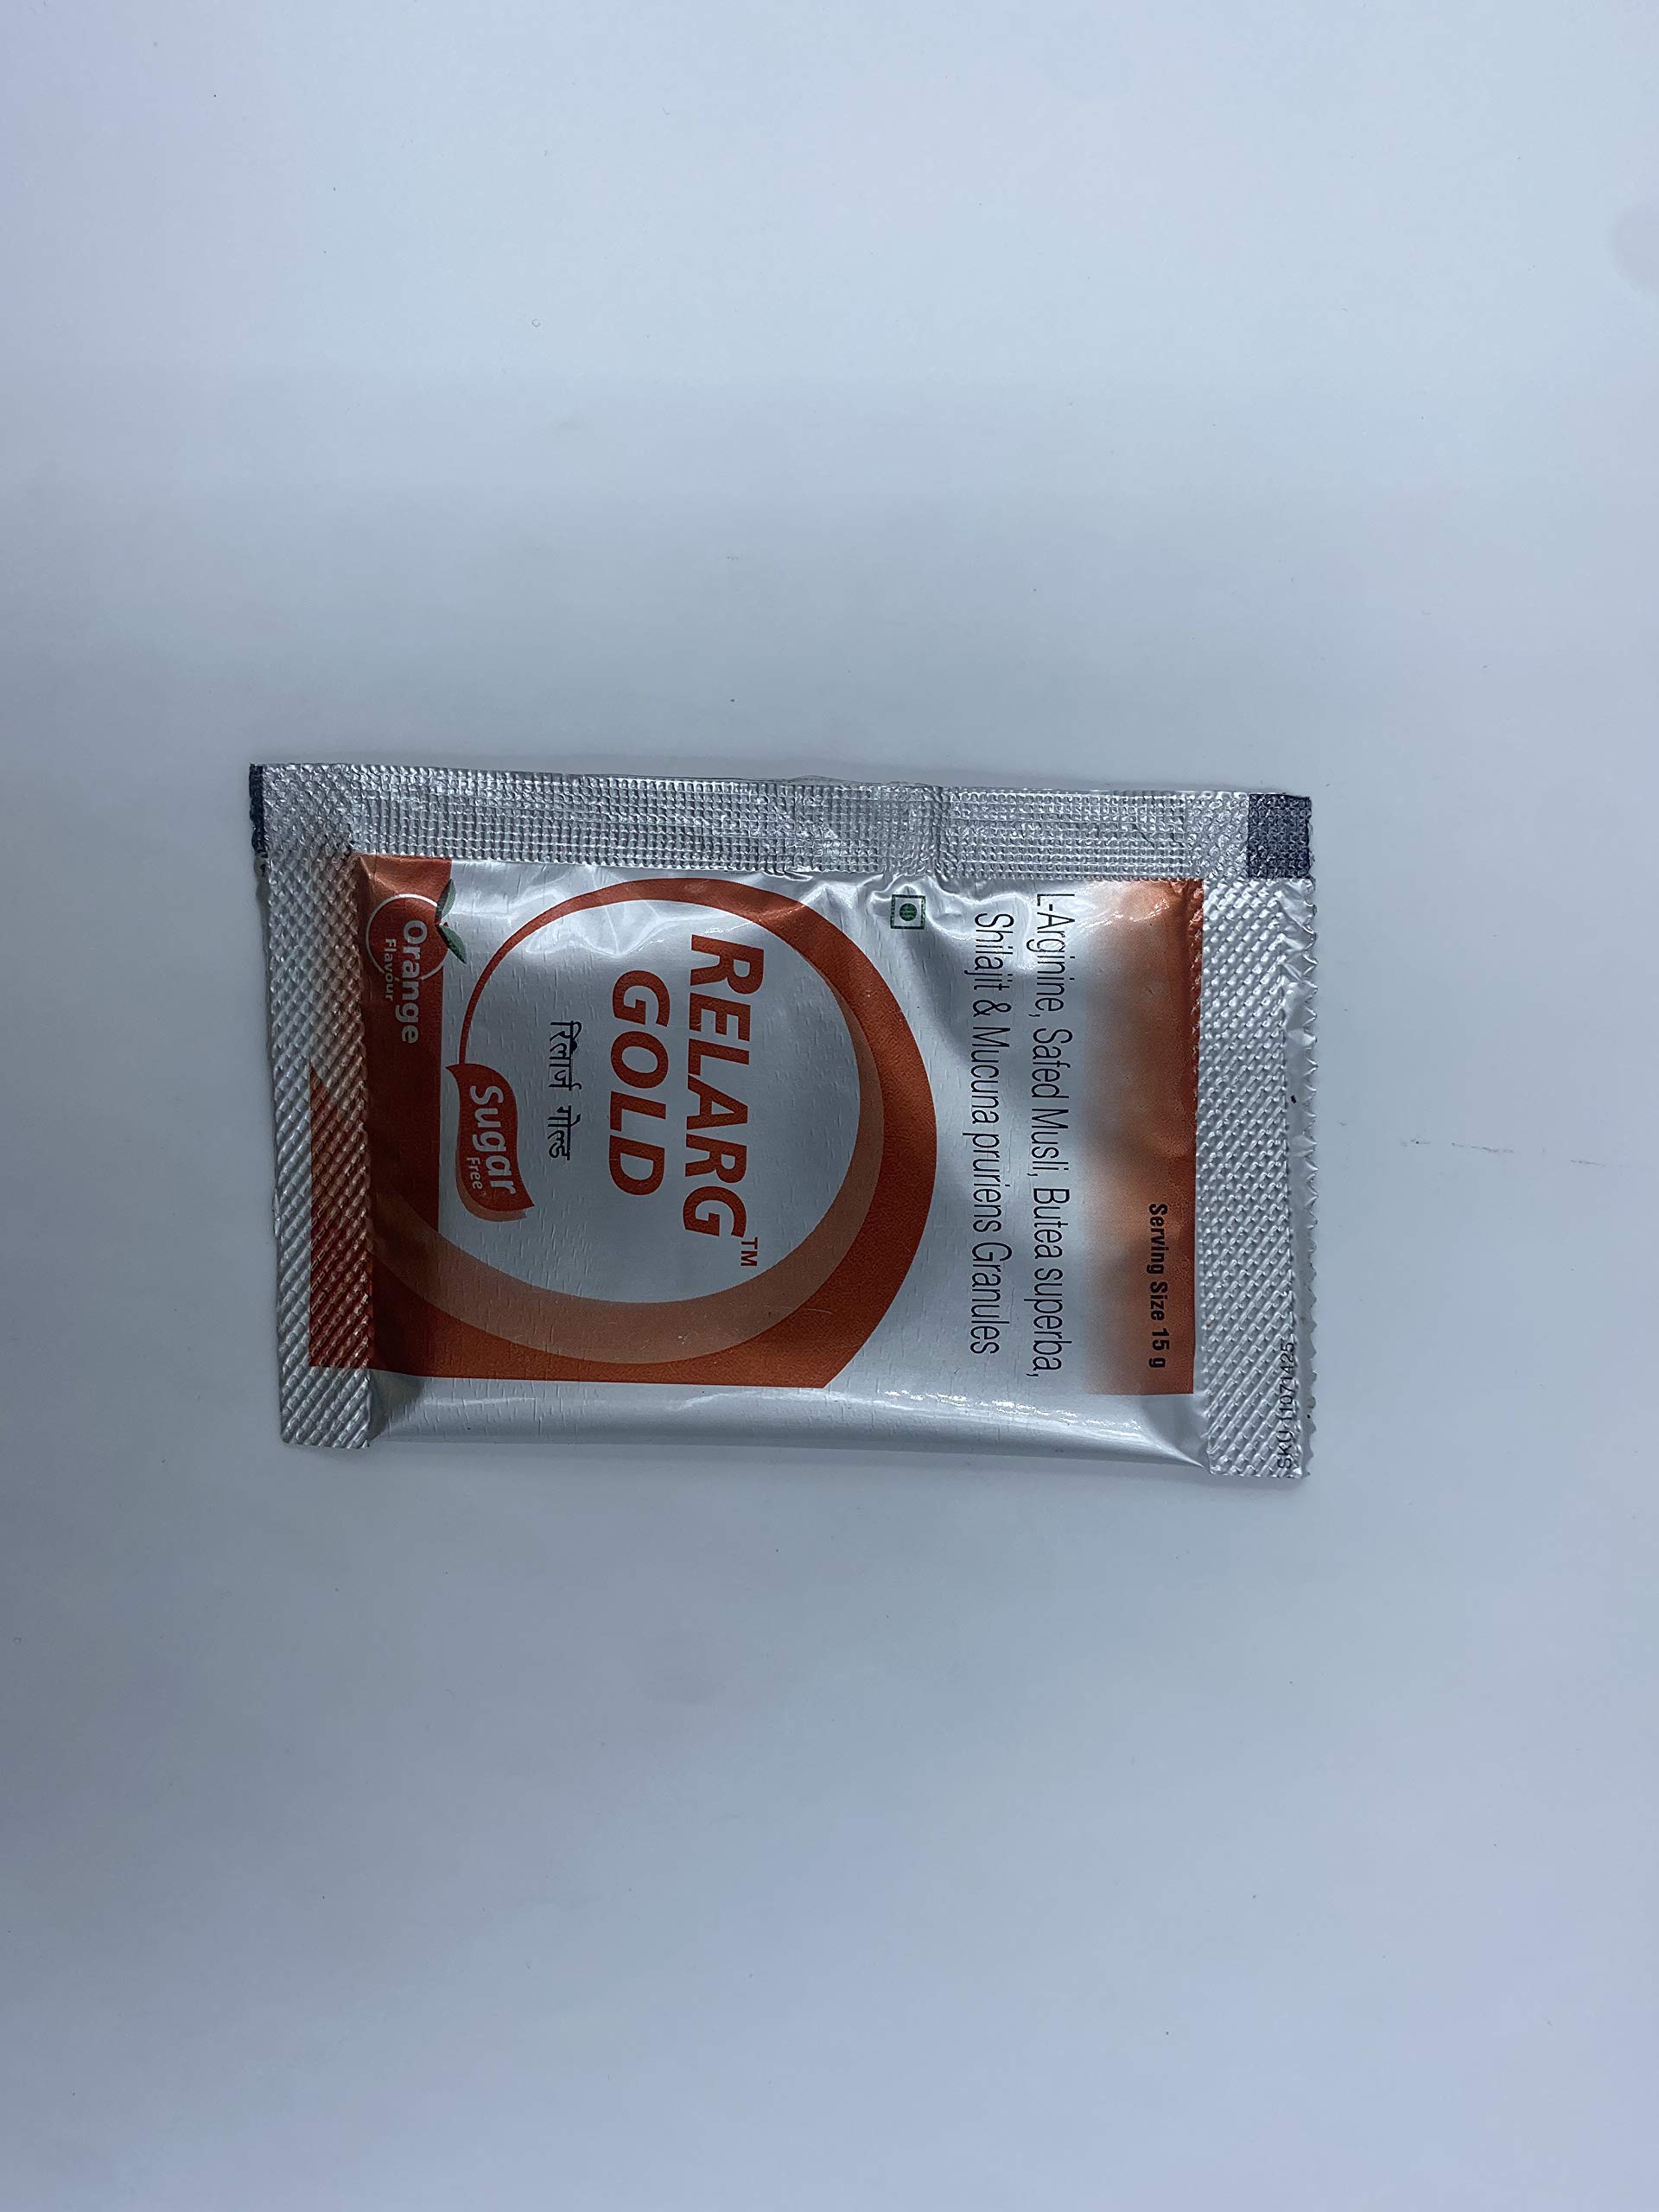 Serving Size 15 g
L-Arginine, Safed Musli, Butea superba,
Shilajit & Mucuna pruriens Granules
RELARG™
GOLD
रिलार्ज गोल्ड
Sugar
Free
Orange
Flavour